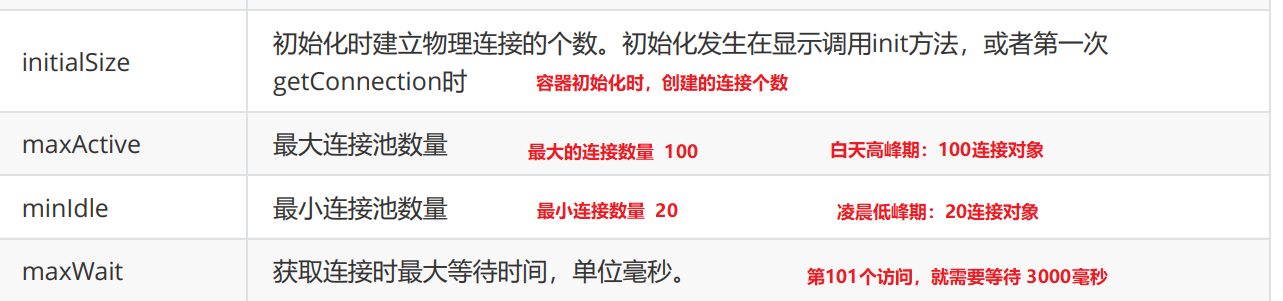 initialSize
初始化时建立物理连接的个数。初始化发生在显示调用init方法，或者第一次
getConnection时 容器初始化时，创建的连接个数
maxActive 最大连接池数量 最大的连接数量 100 白天高峰期：100连接对象
minIdle 最小连接池数量 最小连接数量 20 凌晨低峰期：20连接对象
maxWait 获取连接时最大等待时间，单位毫秒。 第101个访问，就需要等待 3000毫秒